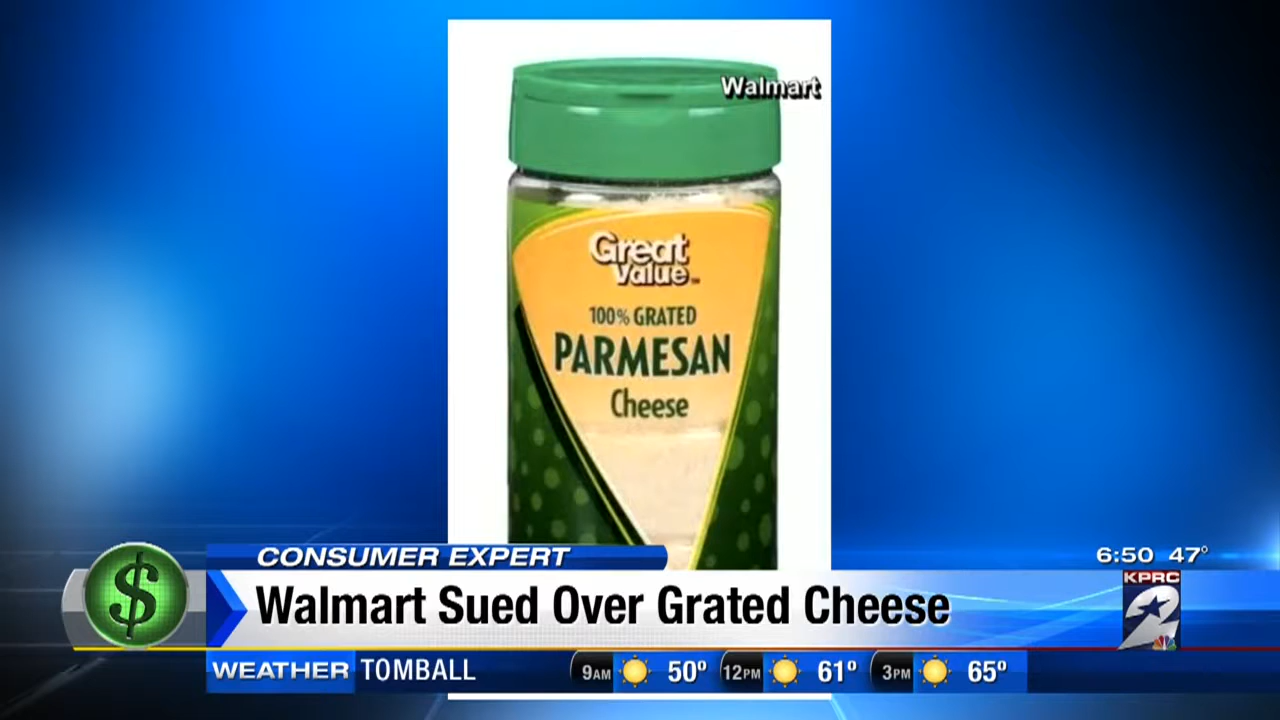 Walmart
Great
Value™
100% GRATED
PARMESAN
Cheese
CONSUMER EXPERT
6:50 47°
$
Walmart Sued Over Grated Cheese
KPRC
2
WEATHER TOMBALL 9AM 50° 12PM 61° 3PM 65°